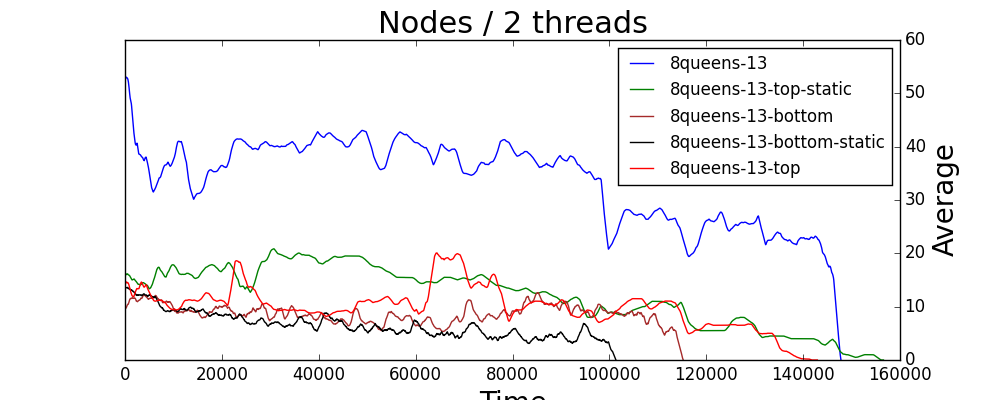 Nodes / 2 threads
60
50
40
30
20
10
0
Average
8queens-13
8queens-13-top-static
8queens-13-bottom
8queens-13-bottom-static
8queens-13-top
0 20000 40000 60000 80000 100000 120000 140000 160000
Time